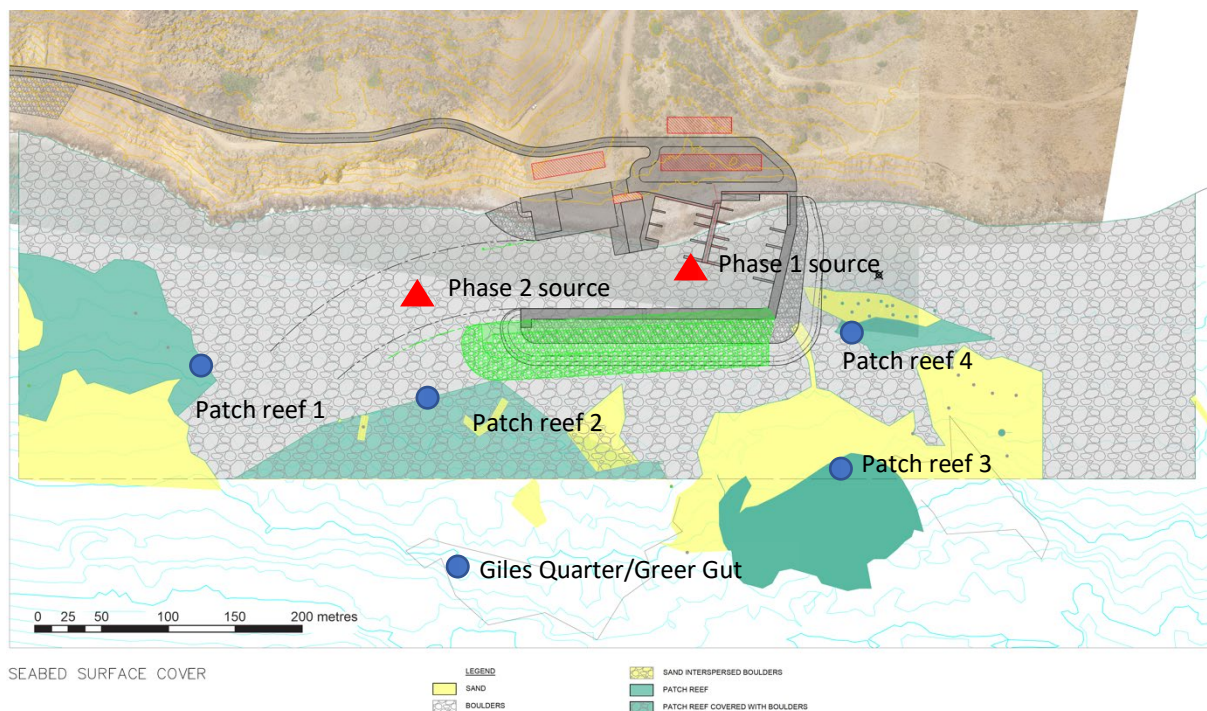 Phase 1 source
Phase 2 source
Patch reef 4
Patch reef 1
Patch reef 2
Patch reef 3
Giles Quarter/Greer Gut
0 25 50 100 150 200 metres
SEABED SURFACE COVER
LEGEND
SAND
BOULDERS
SAND INTERSPERSED BOULDERS
PATCH REEF
PATCH REEF COVERED WITH BOULDERS